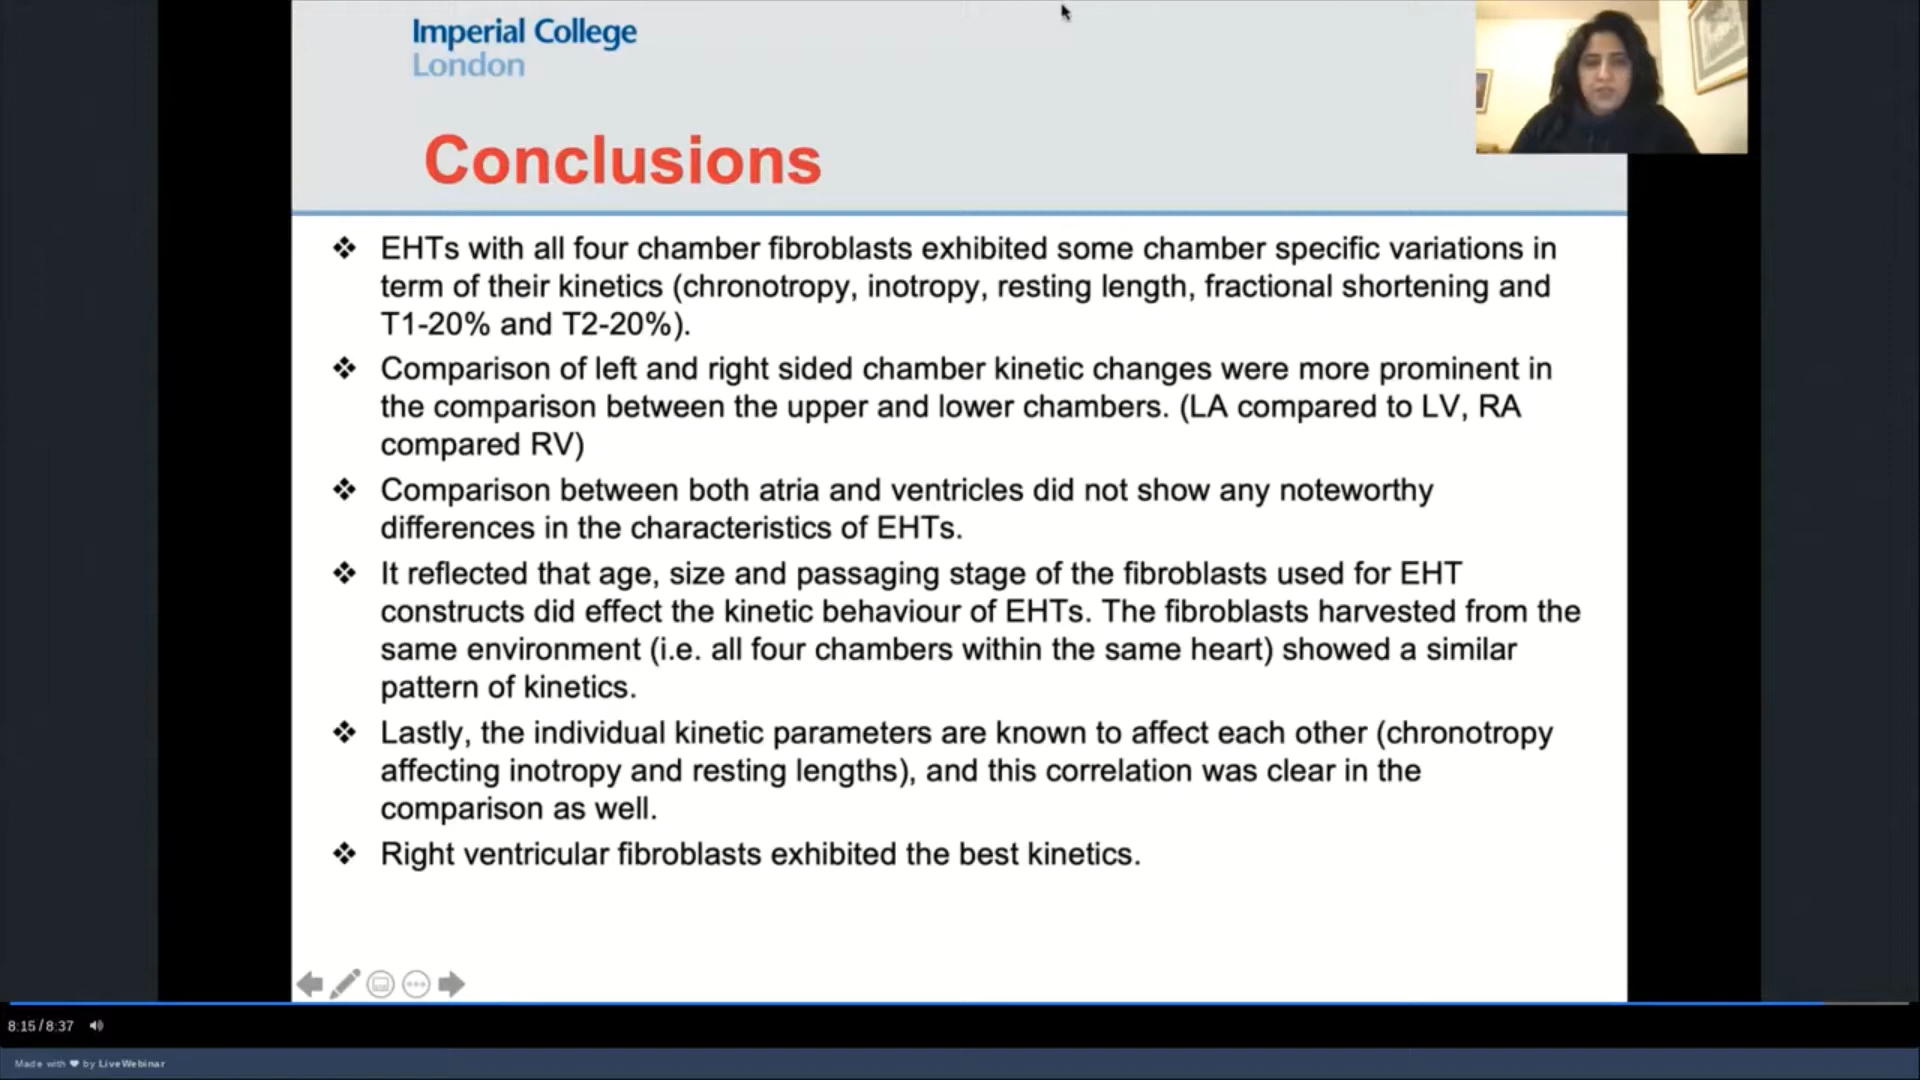 Imperial College
London
Conclusions
❖ EHTs with all four chamber fibroblasts exhibited some chamber specific variations in
term of their kinetics (chronotropy, inotropy, resting length, fractional shortening and
T1-20% and T2-20%).
❖ Comparison of left and right sided chamber kinetic changes were more prominent in
the comparison between the upper and lower chambers. (LA compared to LV, RA
compared RV)
❖ Comparison between both atria and ventricles did not show any noteworthy
differences in the characteristics of EHTs.
❖ It reflected that age, size and passaging stage of the fibroblasts used for EHT
constructs did effect the kinetic behaviour of EHTs. The fibroblasts harvested from the
same environment (i.e. all four chambers within the same heart) showed a similar
pattern of kinetics.
❖ Lastly, the individual kinetic parameters are known to affect each other (chronotropy
affecting inotropy and resting lengths), and this correlation was clear in the
comparison as well.
❖ Right ventricular fibroblasts exhibited the best kinetics.
8:15/8:37
Made with ❤ by LiveWebinar